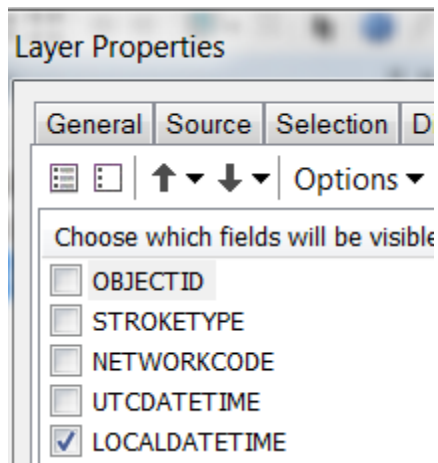 Layer Properties
General Source Selection D
Options
Choose which fields will be visible
OBJECTID
STROKETYPE
NETWORKCODE
UTCDATETIME
LOCALDATETIME